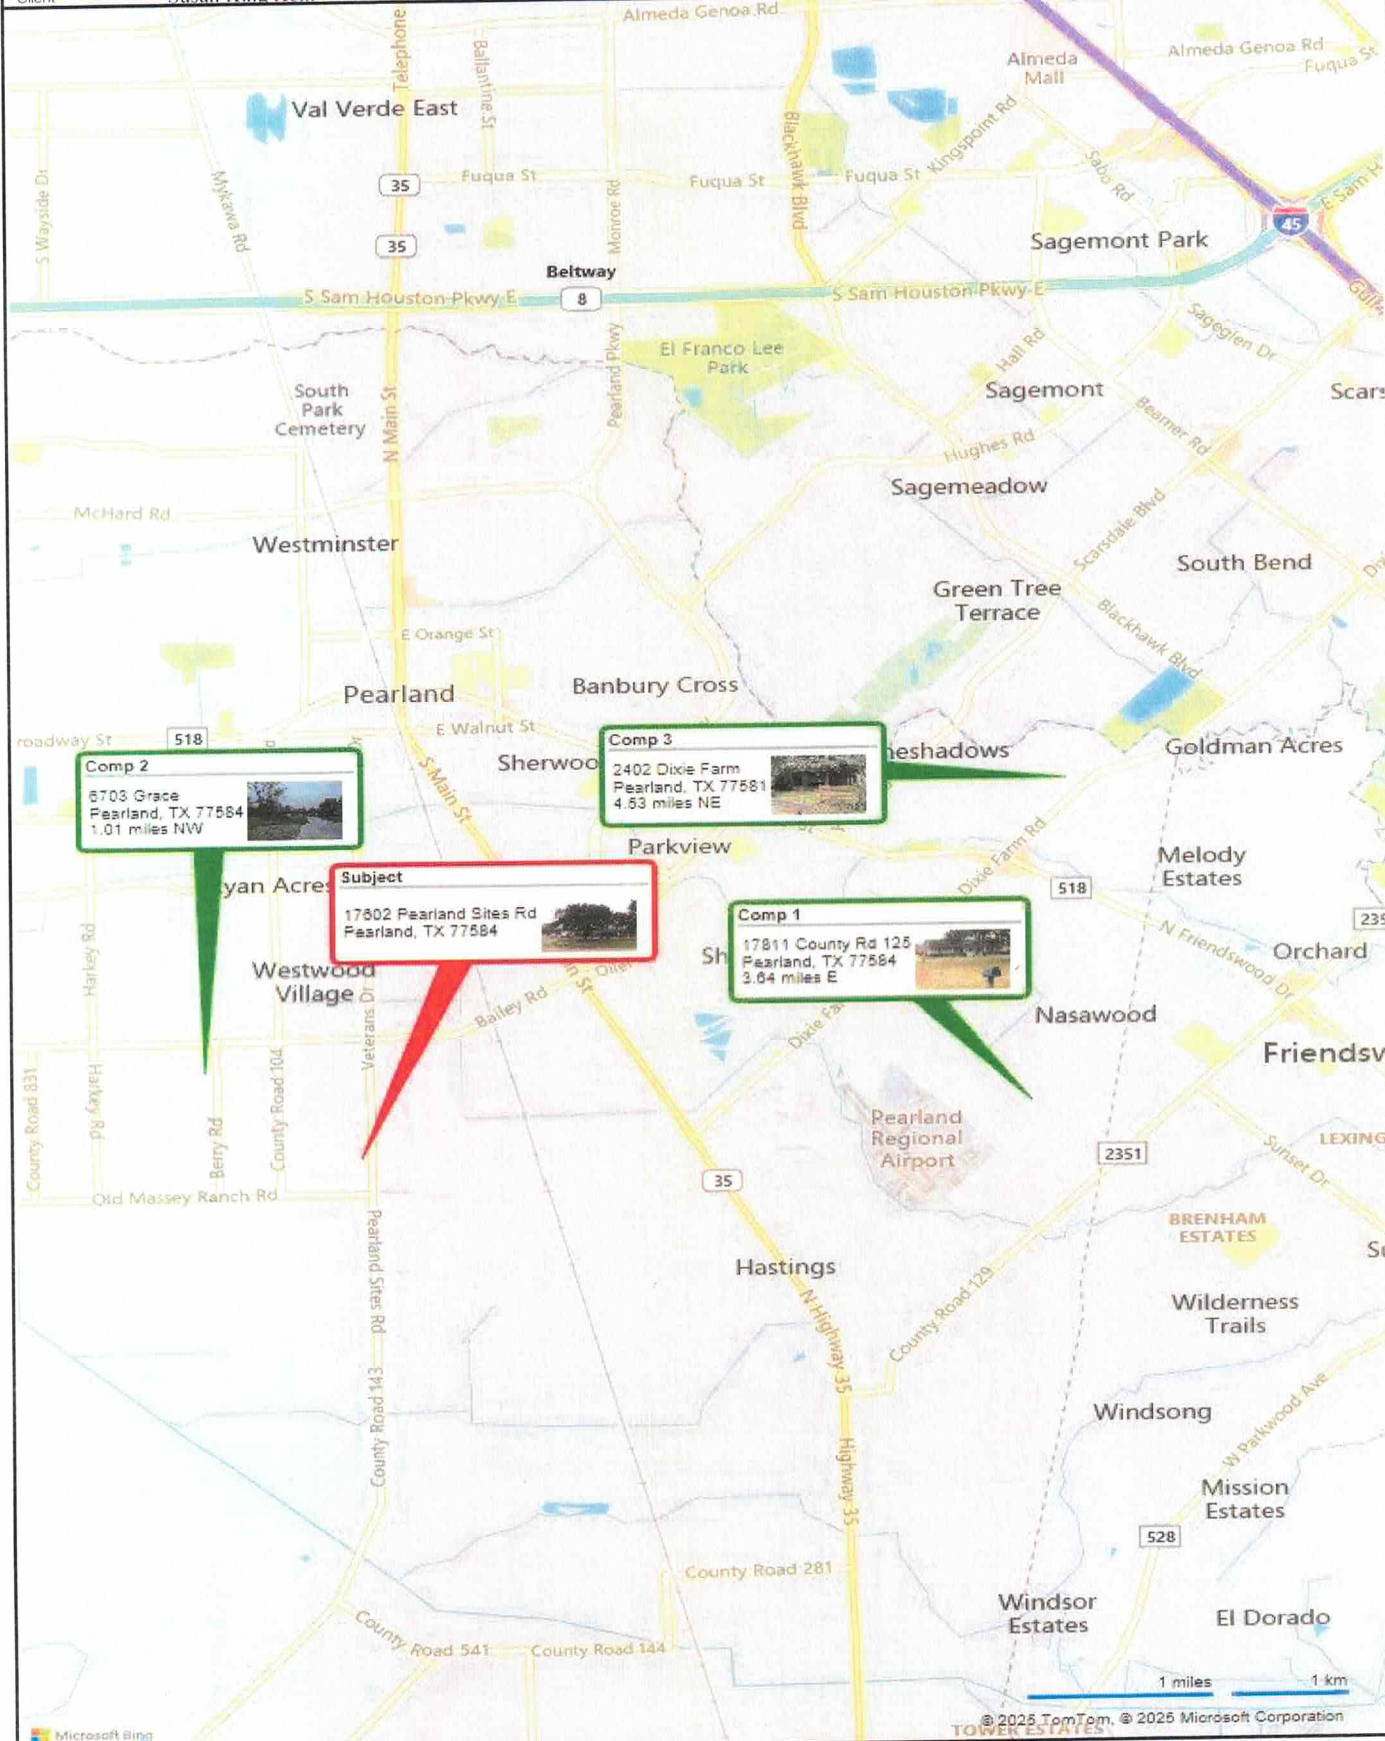 Almeda Genoa Rd
Telephone
Ballantine St
Almeda
Mall
Almeda Genoa Rd
Fuqua St
Val Verde East
Blackhawk Blvd
Kingspoint Rd
Sabo Rd
35
Fuqua St
Fuqua St
Fuqua St
S Wayside Dr
Mykawa Rd
Monroe Rd
35
Sagemont Park
45
E Sam H
Beltway
8
S Sam Houston Pkwy E
S Sam Houston Pkwy E
Sageglen Dr
El Franco Lee
Park
Pearland Pkwy
Hall Rd
South
Park
Cemetery
N Main St
Sagemont
Scars
Beamer Rd
Hughes Rd
Sagemeadow
McHard Rd
Westminster
Scarsdale Blvd
South Bend
Green Tree
Terrace
Blackhawk Blvd
E Orange St
Pearland
Banbury Cross
roadway St
518
E Walnut St
Sherwoo
eshadows
Goldman Acres
Comp 2
6703 Grace
Pearland, TX 77584
1.01 miles NW
Comp 3
2402 Dixie Farm
Pearland, TX 77581
4.53 miles NE
S Main St
Parkview
Dixie Farm Rd
Melody
Estates
yan Acres
518
Subject
17602 Pearland Sites Rd
Pearland, TX 77584
Comp 1
17811 County Rd 125
Pearland, TX 77584
3.64 miles E
235
N Friendswood Dr
Orchard
Harkey Rd
Westwood
Village
Sh
Veterans Dr
Bailey Rd
in St
Dixie Fa
Nasawood
Friendsw
County Road 831
Harkey Rd
Berry Rd
County Road 104
Pearland
Regional
Airport
2351
LEXING
Sunset Dr
Old Massey Ranch Rd
35
BRENHAM
ESTATES
Pearland Sites Rd
Hastings
County Road 129
Wilderness
Trails
N Highway 35
County Road 143
Windsong
W Parkwood Ave
Highway 35
Mission
Estates
528
County Road 281
Windsor
Estates
El Dorado
County Road 541
County Road 144
1 miles
1 km
© 2025 TomTom, © 2025 Microsoft Corporation
TOWER ESTATES
Microsoft Bing